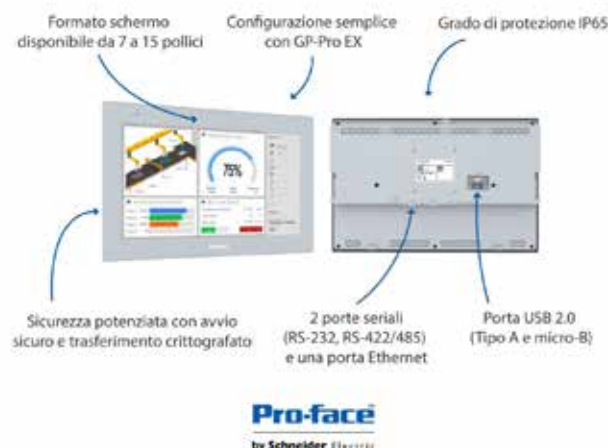 Formato schermo
disponibile da 7 a 15 pollici
Configurazione semplice
con GP-Pro EX
Grado di protezione IP65
75%
Sicurezza potenziata con avvio
sicuro e trasferimento crittografato
2 porte seriali
(RS-232, RS-422/485)
e una porta Ethernet
Porta USB 2.0
(Tipo A e micro-B)
Pro-face
by Schneider Electric